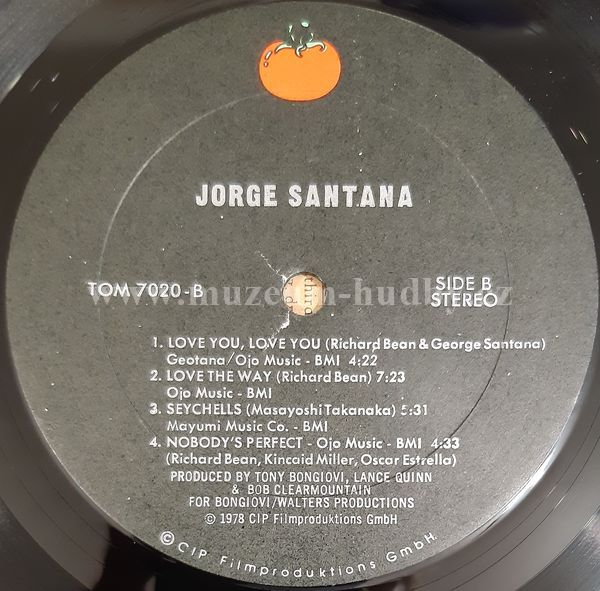 JORGE SANTANA
TOM 7020-B
SIDE B
STEREO
www.muzeum-hudby.cz
1. LOVE YOU, LOVE YOU (Richard Bean & George Santana)
Geotana/Ojo Music - BMI 4:22
2. LOVE THE WAY (Richard Bean) 7:23
Ojo Music - BMI
3. SEYCHELLS (Masayoshi Takanaka) 5:31
Mayumi Music Co. - BMI
4. NOBODY'S PERFECT - Ojo Music - BMI 4:33
(Richard Bean, Kincaid Miller, Oscar Estrella)
PRODUCED BY TONY BONGIOVI, LANCE QUINN
& BOB CLEARMOUNTAIN
FOR BONGIOVI/WALTERS PRODUCTIONS
© 1978 CIP Filmproduktions GmbH
©CIP Filmproduktions GmbH.